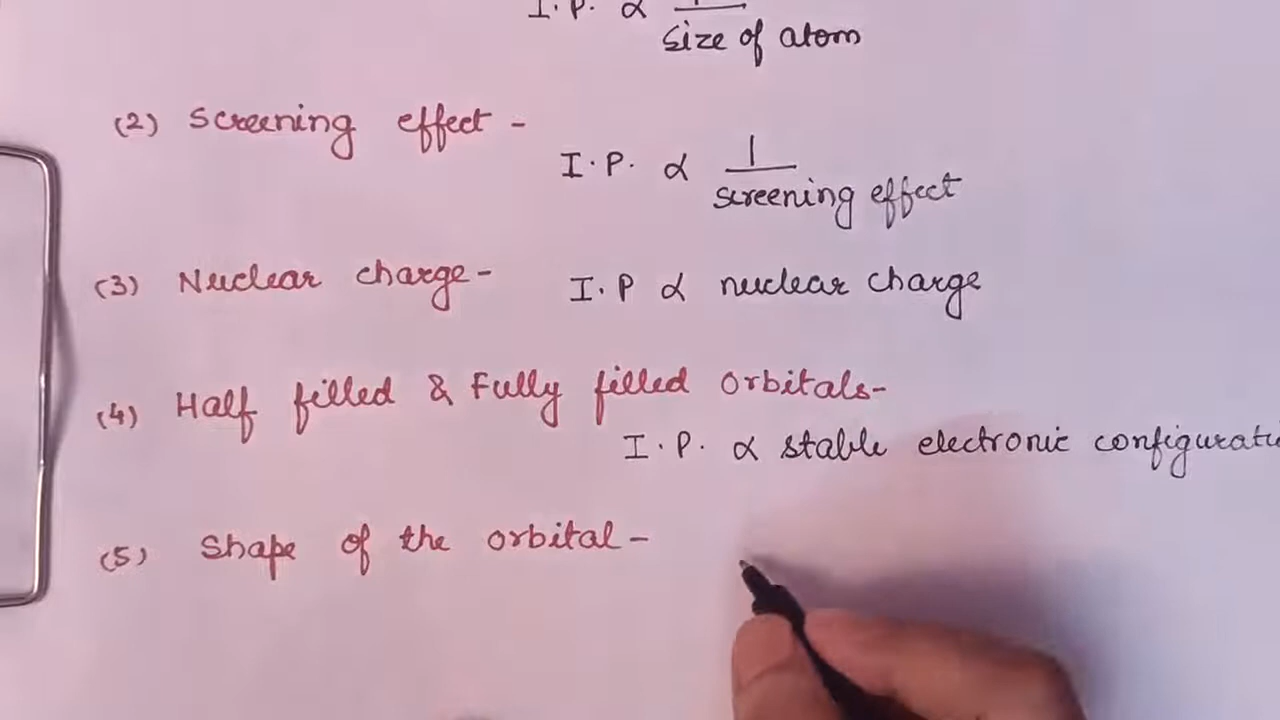 I.P. α 1
size of atom
(2) Screening effect -
I.P. α 1
screening effect
(3) Nuclear charge- I.P α nuclear charge
(4) Half filled & Fully filled orbitals-
I.P. α stable electronic configurati
(5) Shape of the orbital -